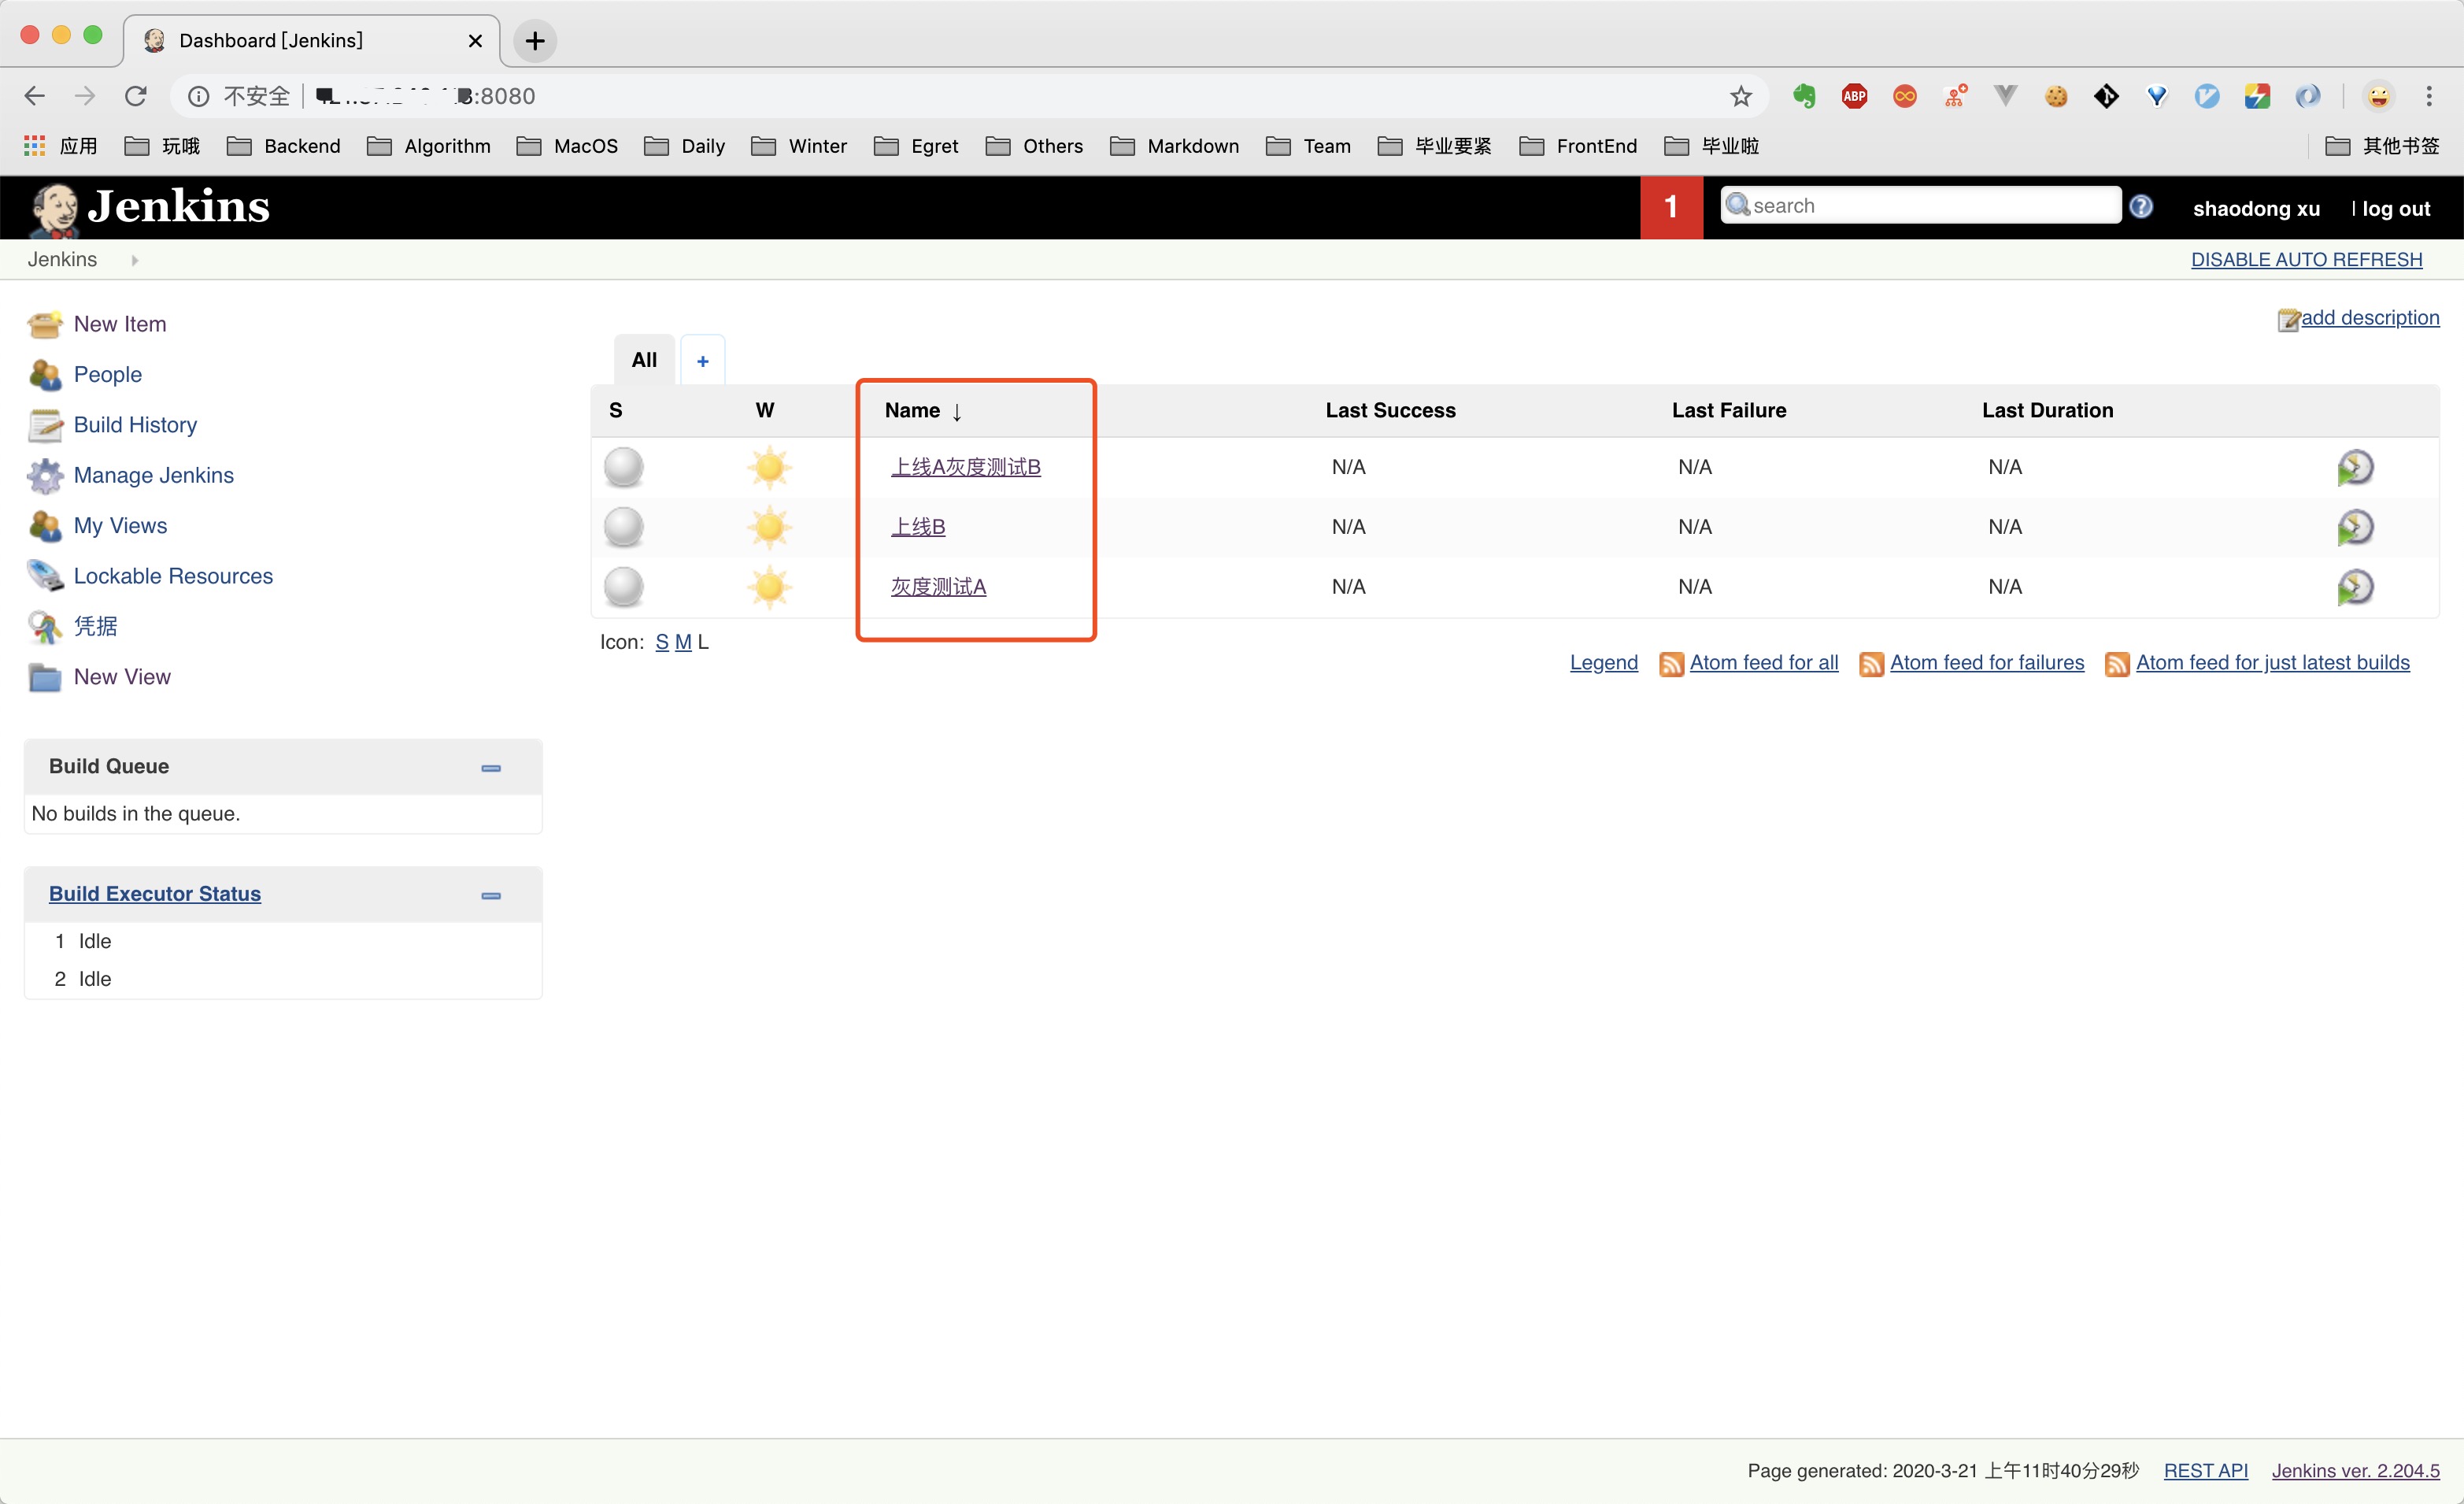 Dashboard [Jenkins]
不安全 :8080
ABP
应用 玩哦 Backend Algorithm MacOS Daily Winter Egret Others Markdown Team 毕业要紧 FrontEnd 毕业啦 其他书签
Jenkins 1 search shaodong xu | log out
Jenkins DISABLE AUTO REFRESH
add description
New Item
People
Build History
Manage Jenkins
My Views
Lockable Resources
凭据
New View
All +
S W Name ↓ Last Success Last Failure Last Duration
上线A灰度测试B N/A N/A N/A
上线B N/A N/A N/A
灰度测试A N/A N/A N/A
Icon: S M L
Legend Atom feed for all Atom feed for failures Atom feed for just latest builds
Build Queue
No builds in the queue.
Build Executor Status
1 Idle
2 Idle
Page generated: 2020-3-21 上午11时40分29秒 REST API Jenkins ver. 2.204.5